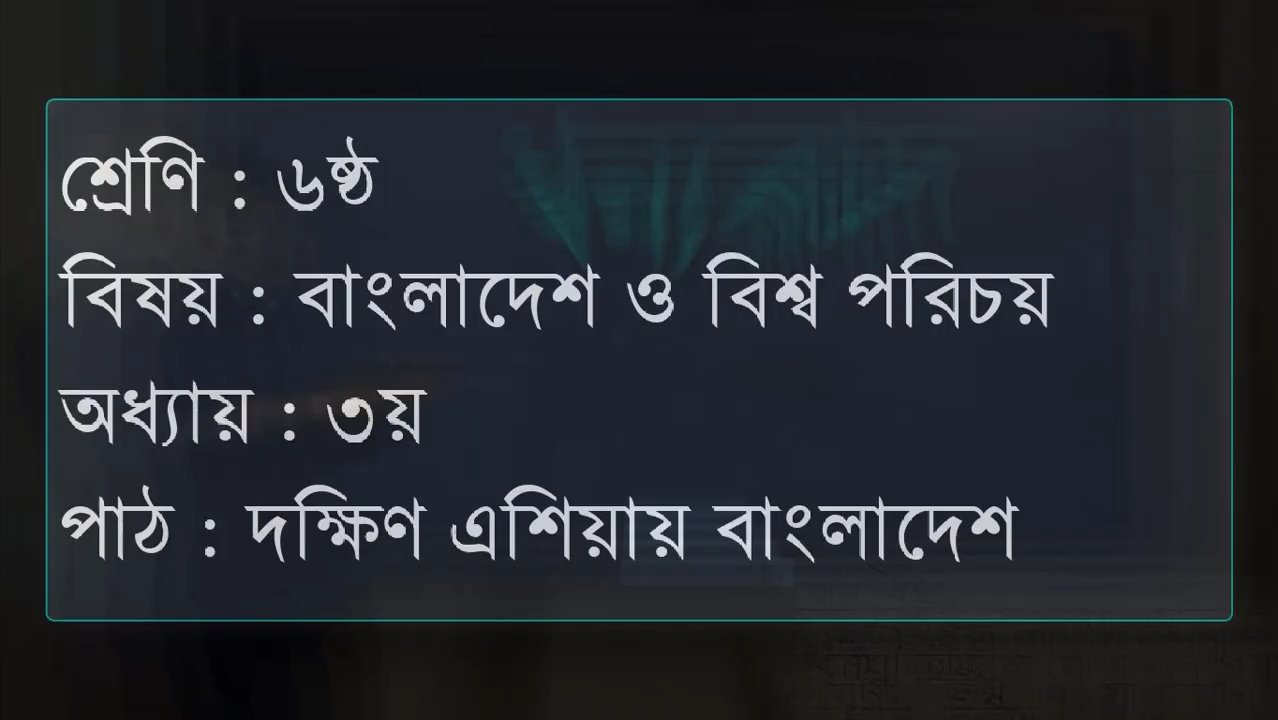 শ্রেণি : ৬ষ্ঠ
বিষয় : বাংলাদেশ ও বিশ্ব পরিচয়
অধ্যায় : ৩য়
পাঠ : দক্ষিণ এশিয়ায় বাংলাদেশ